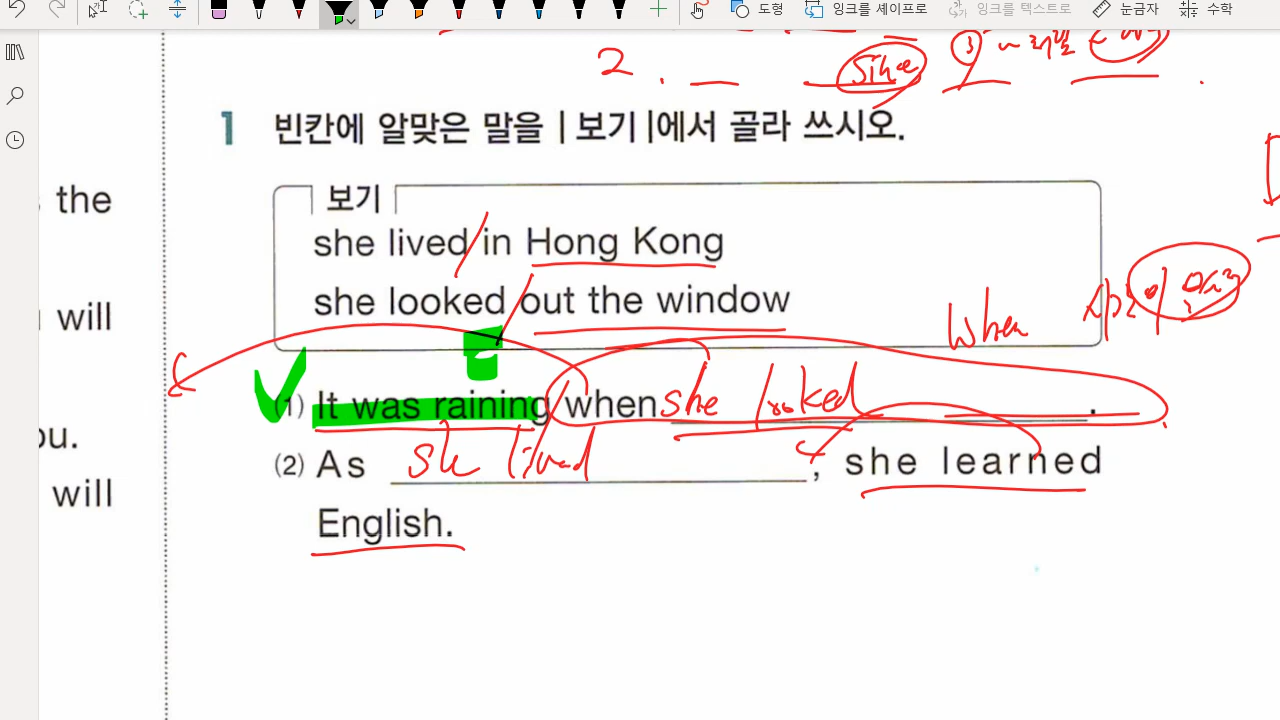 도형 잉크를 셰이프로 잉크를 텍스트로 눈금자 수학
2. since ③
1 빈칸에 알맞은 말을 |보기|에서 골라 쓰시오.
보기
the
she lived in Hong Kong
she looked out the window
will
When
(1) It was raining when she looked .
ou.
(2) As she lived , she learned
will
English.